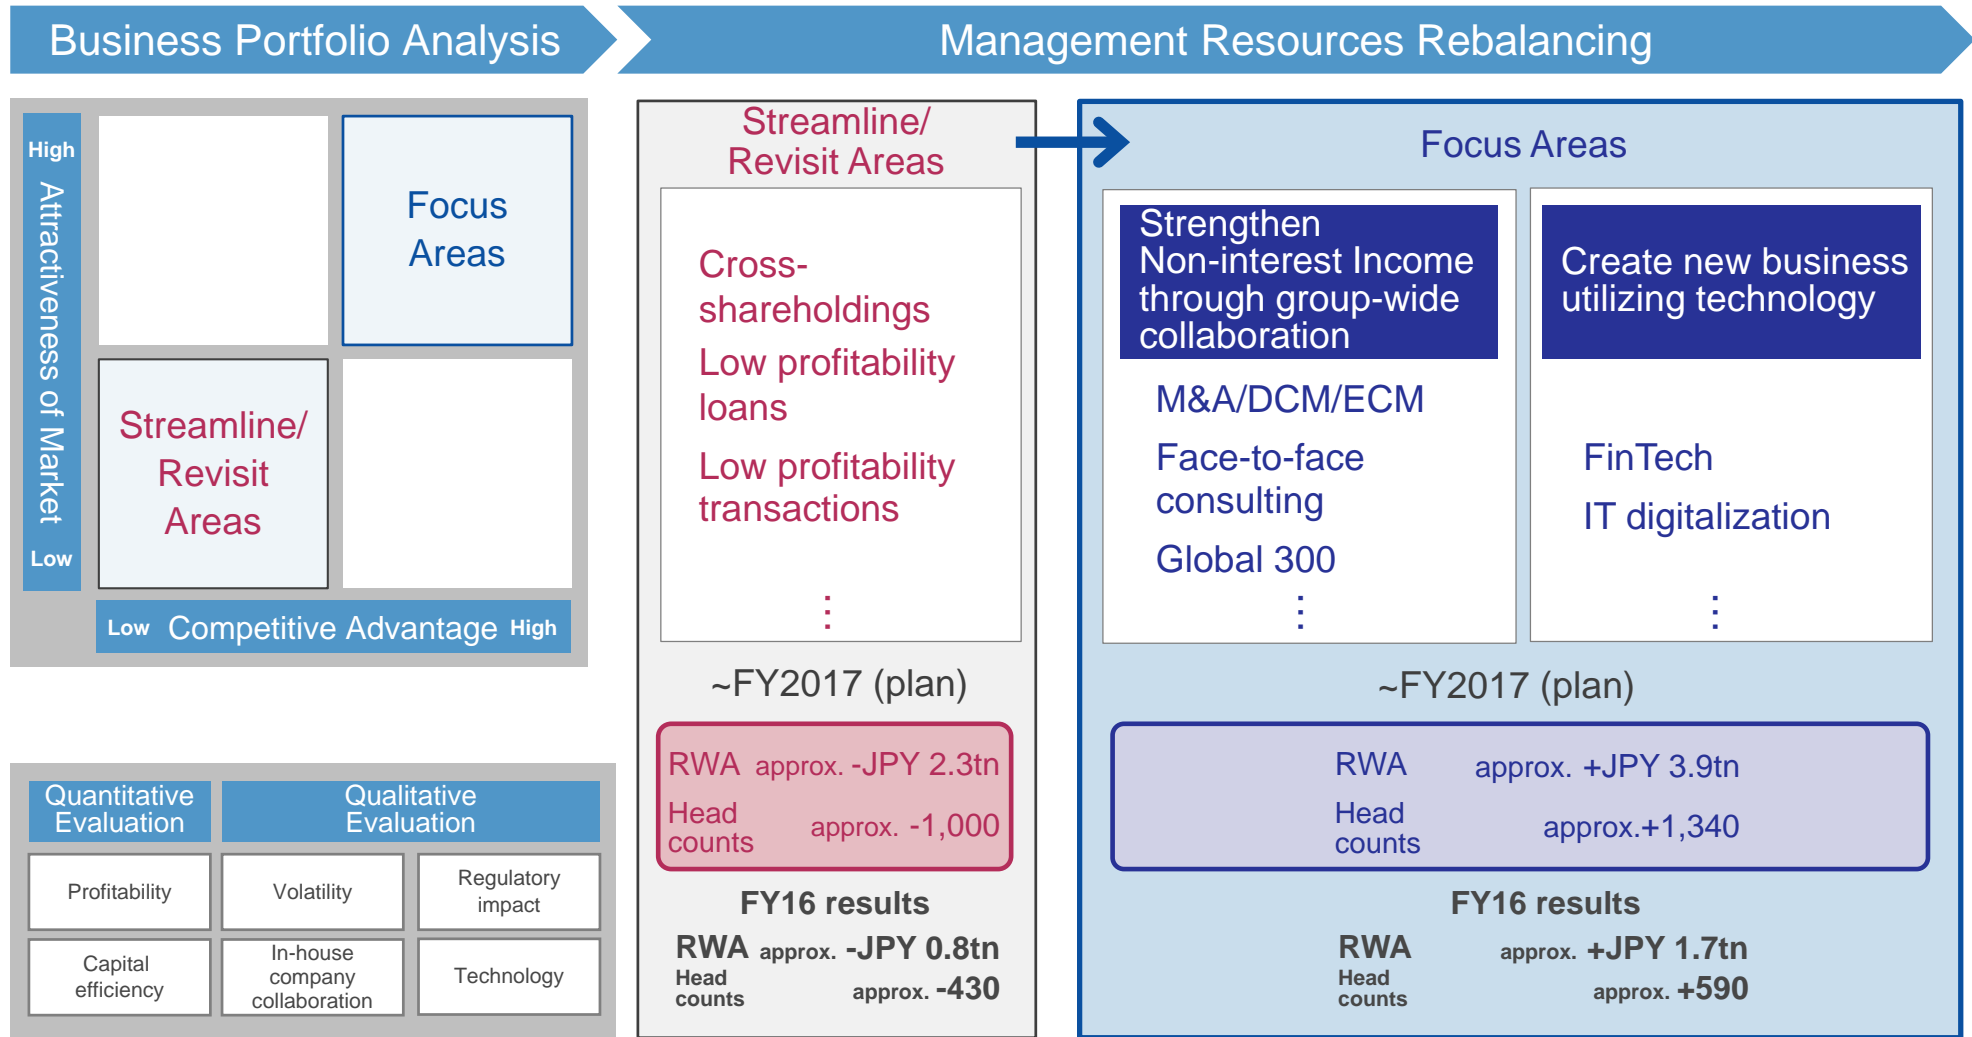 Business Portfolio Analysis
Management Resources Rebalancing
High
Attractiveness of Market
Low
Focus
Areas
Streamline/
Revisit
Areas
Low Competitive Advantage High
Quantitative
Evaluation
Qualitative
Evaluation
Profitability
Volatility
Regulatory
impact
Capital
efficiency
In-house
company
collaboration
Technology
Streamline/
Revisit Areas
Cross-
shareholdings
Low profitability
loans
Low profitability
transactions
⋮
~FY2017 (plan)
RWA approx. -JPY 2.3tn
Head
counts approx. -1,000
FY16 results
RWA approx. -JPY 0.8tn
Head
counts approx. -430
Focus Areas
Strengthen
Non-interest Income
through group-wide
collaboration
M&A/DCM/ECM
Face-to-face
consulting
Global 300
⋮
Create new business
utilizing technology
FinTech
IT digitalization
⋮
~FY2017 (plan)
RWA approx. +JPY 3.9tn
Head
counts approx.+1,340
FY16 results
RWA approx. +JPY 1.7tn
Head
counts approx. +590